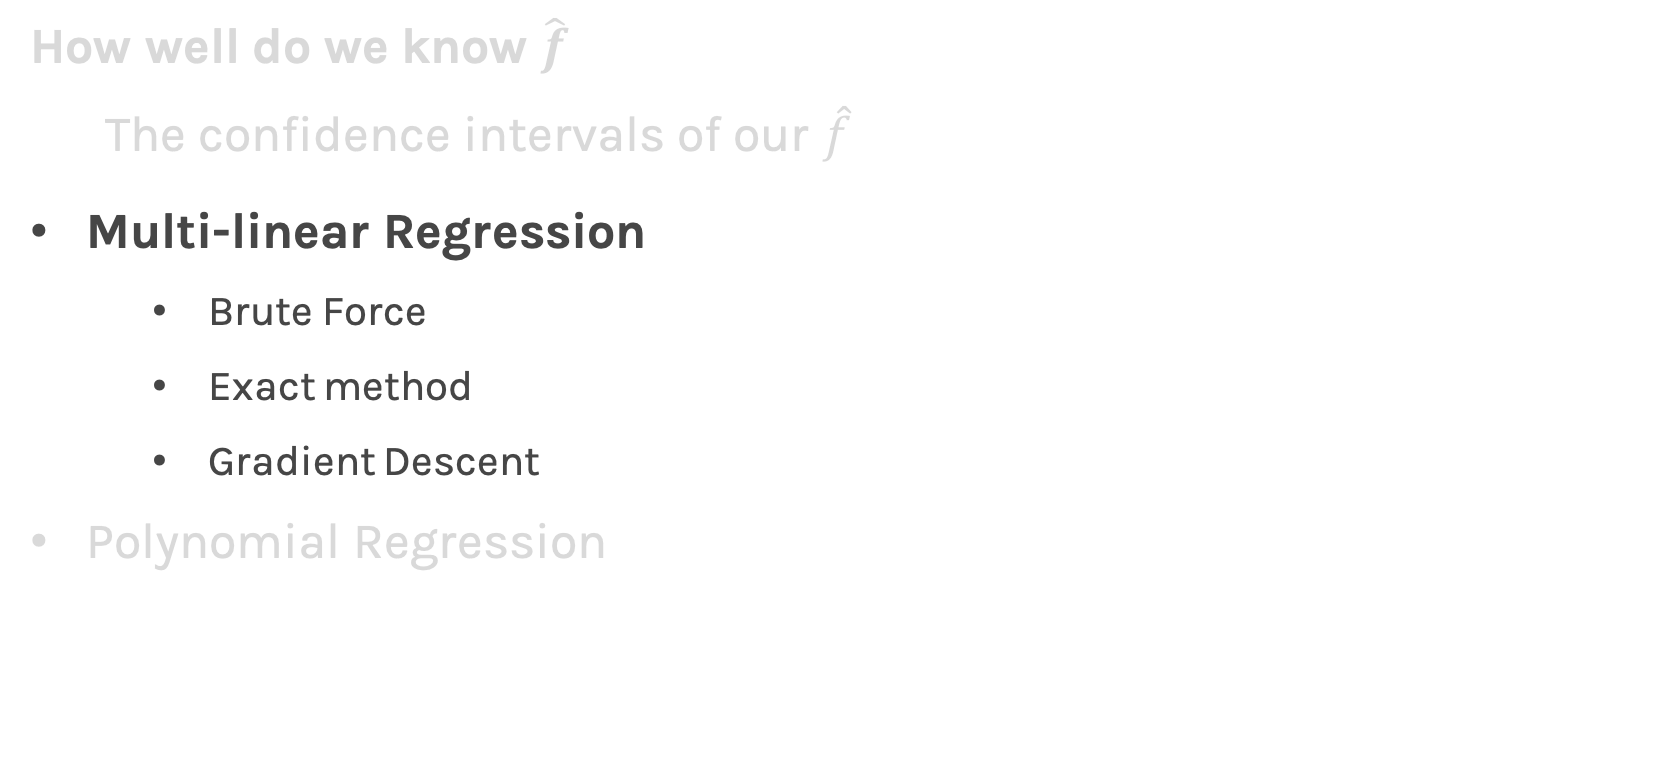 How well do we know f̂
The confidence intervals of our f̂
• Multi-linear Regression
• Brute Force
• Exact method
• Gradient Descent
• Polynomial Regression